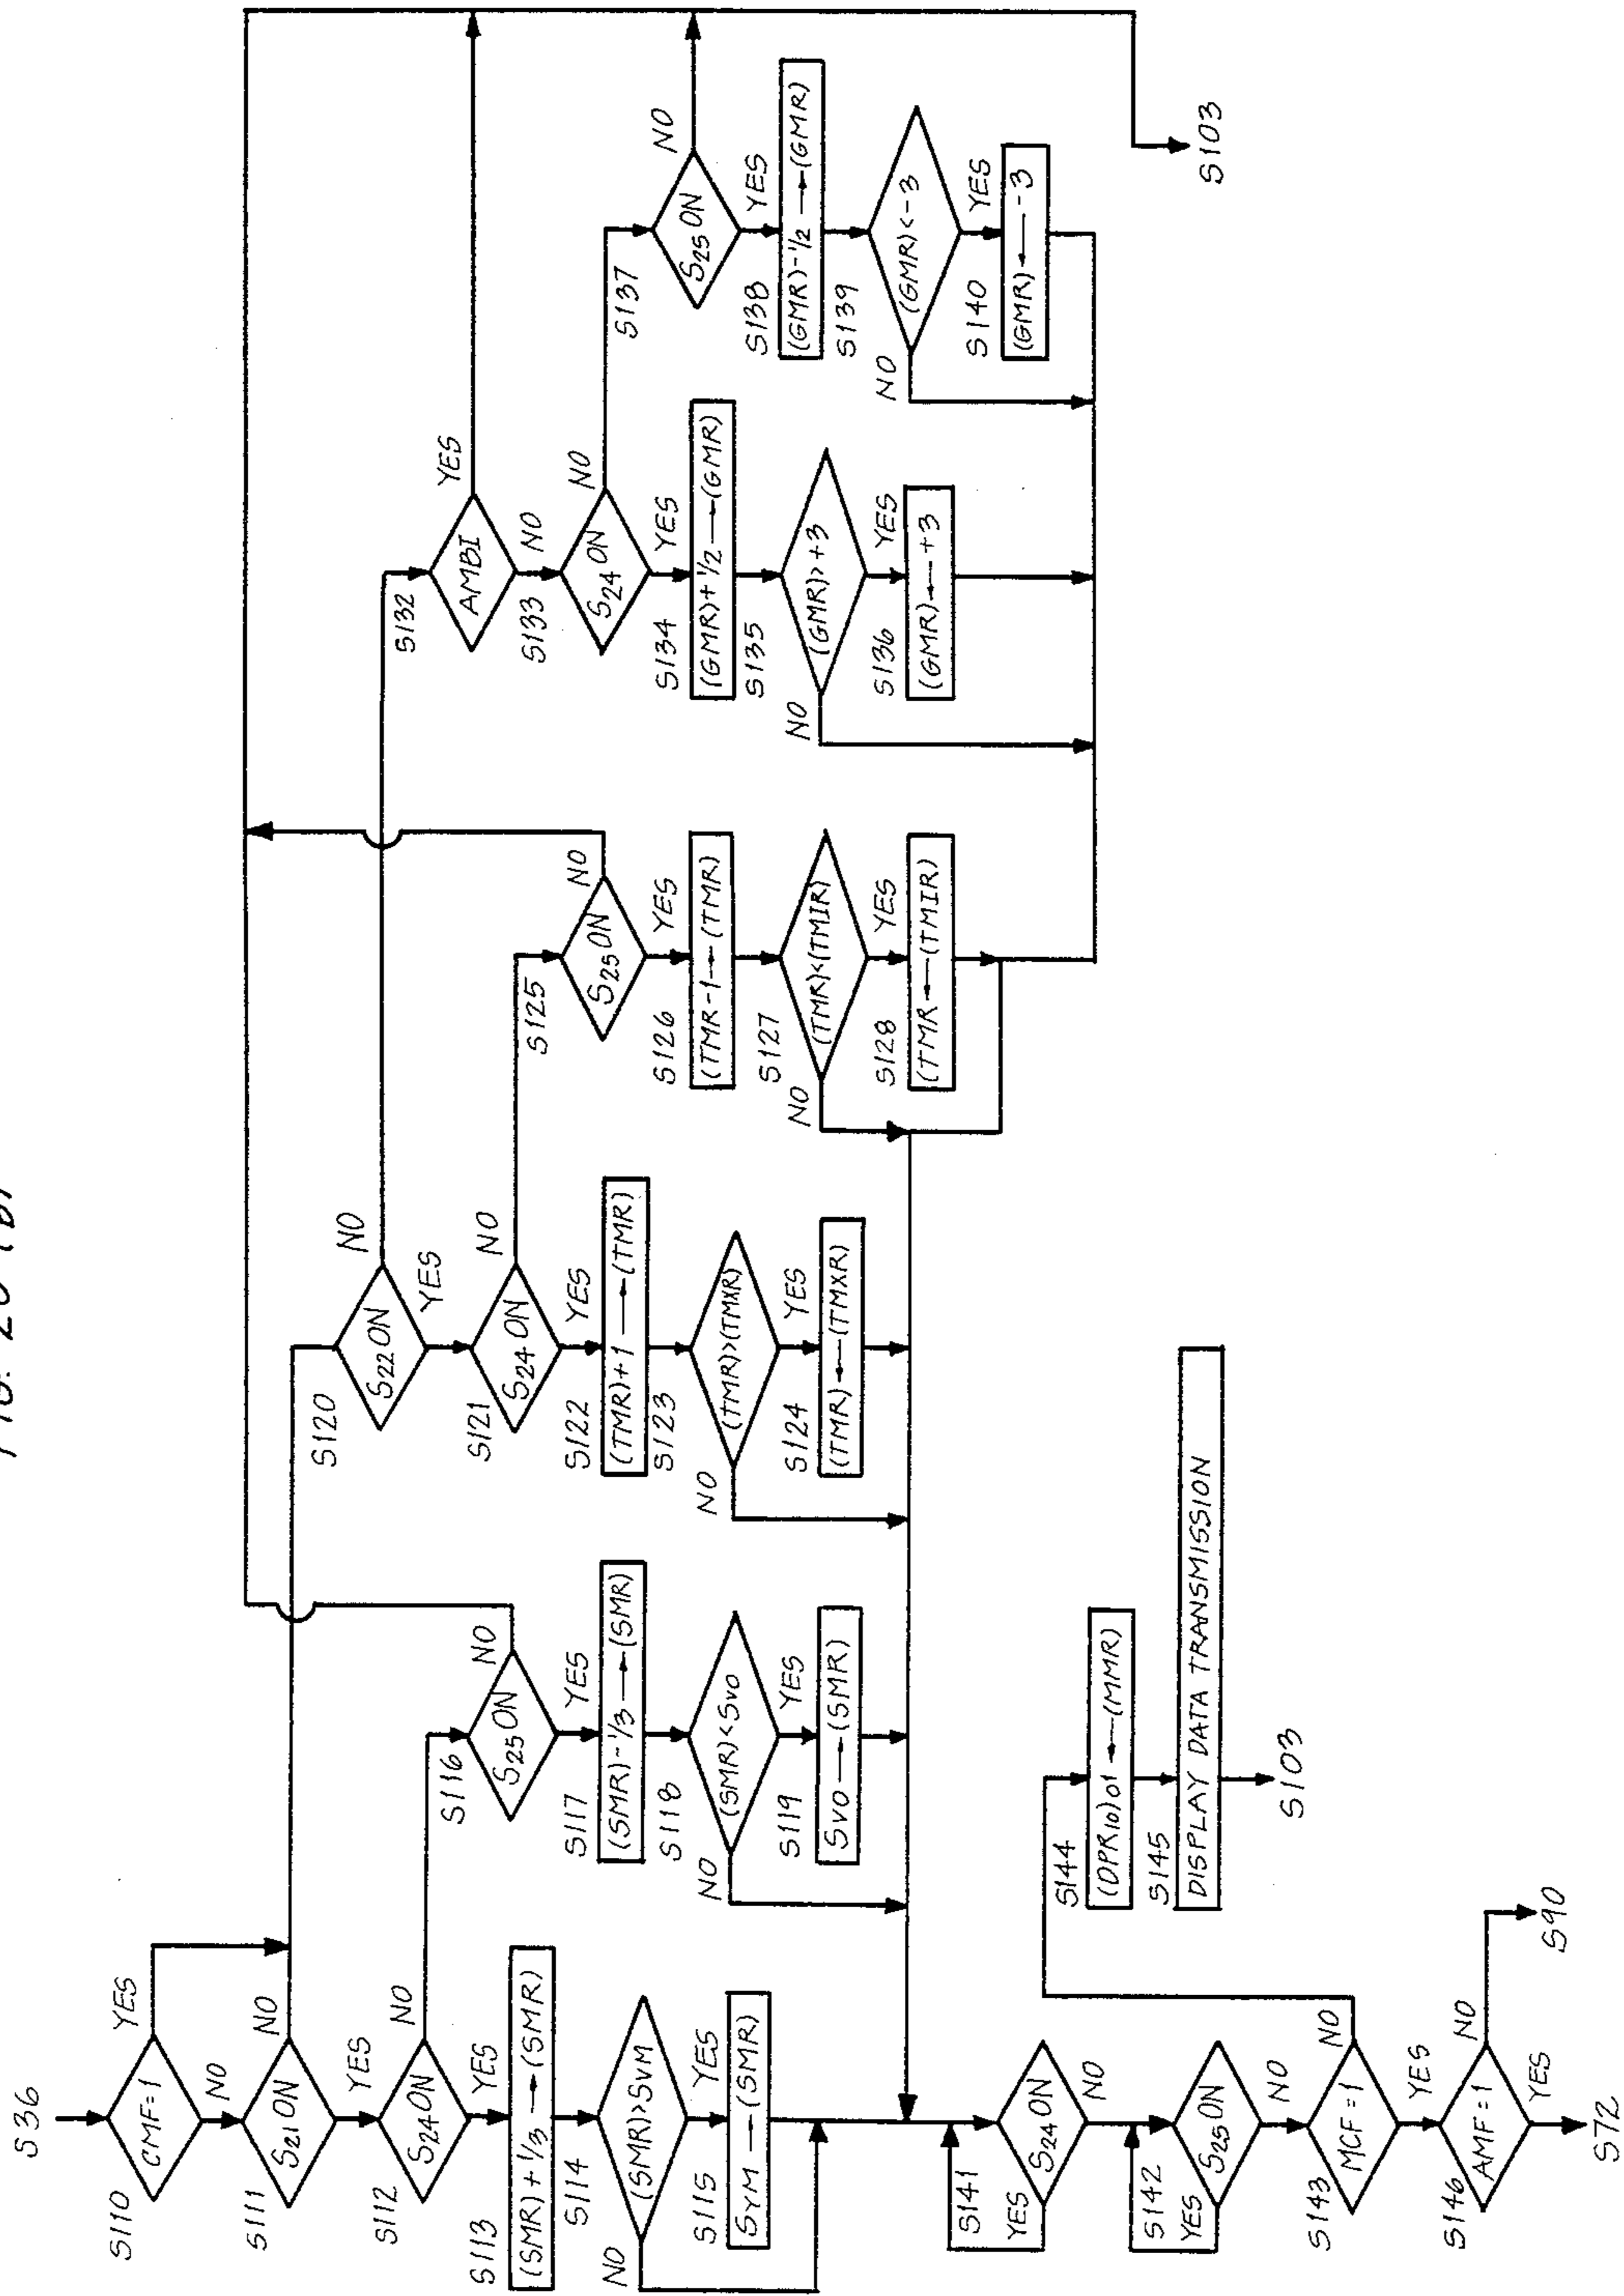 S36
S110
CMF=1
YES
NO
S111
S21 ON
NO
YES
S112
S24 ON
NO
YES
S113
(SMR)+1/3→(SMR)
S114
(SMR)>SVM
NO
YES
S115
SYM→(SMR)
S116
S25 ON
NO
YES
S117
(SMR)-1/3→(SMR)
S118
(SMR)<SVO
NO
YES
S119
SVO→(SMR)
S120
S22 ON
NO
YES
S121
S24 ON
NO
YES
S122
(TMR)+1→(TMR)
S123
(TMR)>(TMXR)
NO
YES
S124
(TMR)←(TMXR)
S125
S25 ON
NO
YES
S126
(TMR-1→(TMR)
S127
(TMR)<(TMIR)
NO
YES
S128
(TMR←(TMIR)
S132
AMBI
YES
NO
S133
S24 ON
NO
YES
S134
(GMR)+1/2→(GMR)
S135
(GMR)>+3
NO
YES
S136
(GMR)←+3
S137
S25 ON
NO
YES
S138
(GMR)-1/2→(GMR)
S139
(GMR)<-3
NO
YES
S140
(GMR)←-3
S103
S141
S24 ON
YES
NO
S142
S25 ON
YES
NO
S143
MCF=1
NO
YES
S144
(DPR10)01←(MMR)
S145
DISPLAY DATA TRANSMISSION
S103
S146
AMF=1
NO
YES
S90
S72